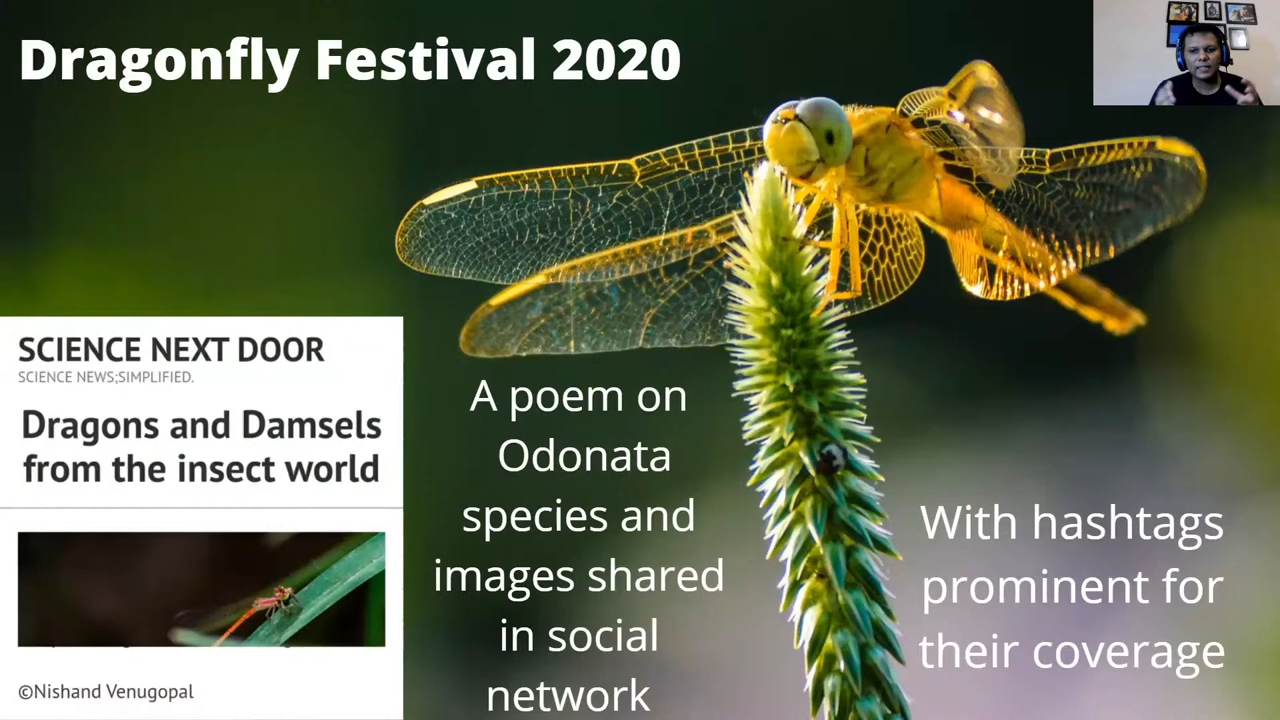 Dragonfly Festival 2020
SCIENCE NEXT DOOR
SCIENCE NEWS;SIMPLIFIED.
Dragons and Damsels
from the insect world
©Nishand Venugopal
A poem on
Odonata
species and
images shared
in social
network
With hashtags
prominent for
their coverage